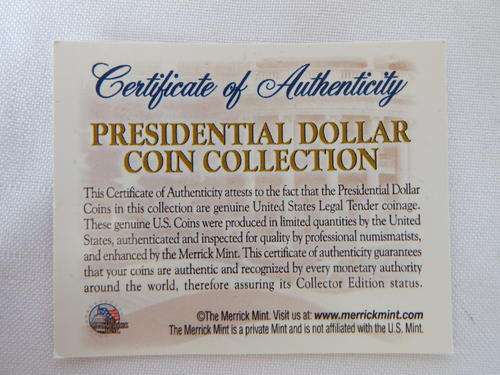 Certificate of Authenticity
PRESIDENTIAL DOLLAR
COIN COLLECTION
This Certificate of Authenticity attests to the fact that the Presidential Dollar
Coins in this collection are genuine United States Legal Tender coinage.
These genuine U.S. Coins were produced in limited quantities by the United
States, authenticated and inspected for quality by professional numismatists,
and enhanced by the Merrick Mint. This certificate of authenticity guarantees
that your coins are authentic and recognized by every monetary authority
around the world, therefore assuring its Collector Edition status.
©The Merrick Mint. Visit us at: www.merrickmint.com
The Merrick Mint is a private Mint and is not affiliated with the U.S. Mint.